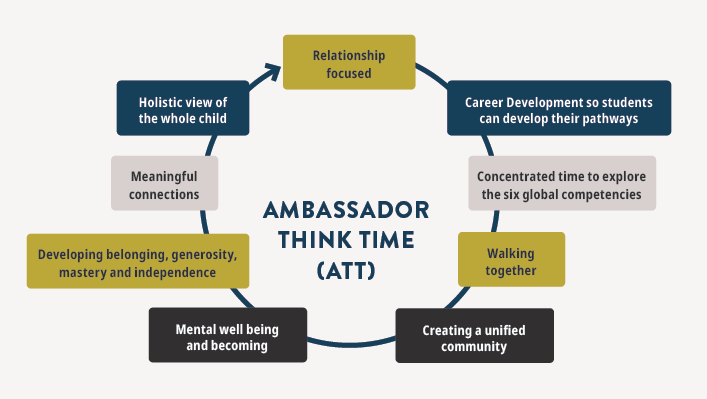 Relationship
focused
Career Development so students
can develop their pathways
Concentrated time to explore
the six global competencies
Walking
together
Creating a unified
community
Mental well being
and becoming
Developing belonging, generosity,
mastery and independence
Meaningful
connections
Holistic view of
the whole child
AMBASSADOR
THINK TIME
(ATT)